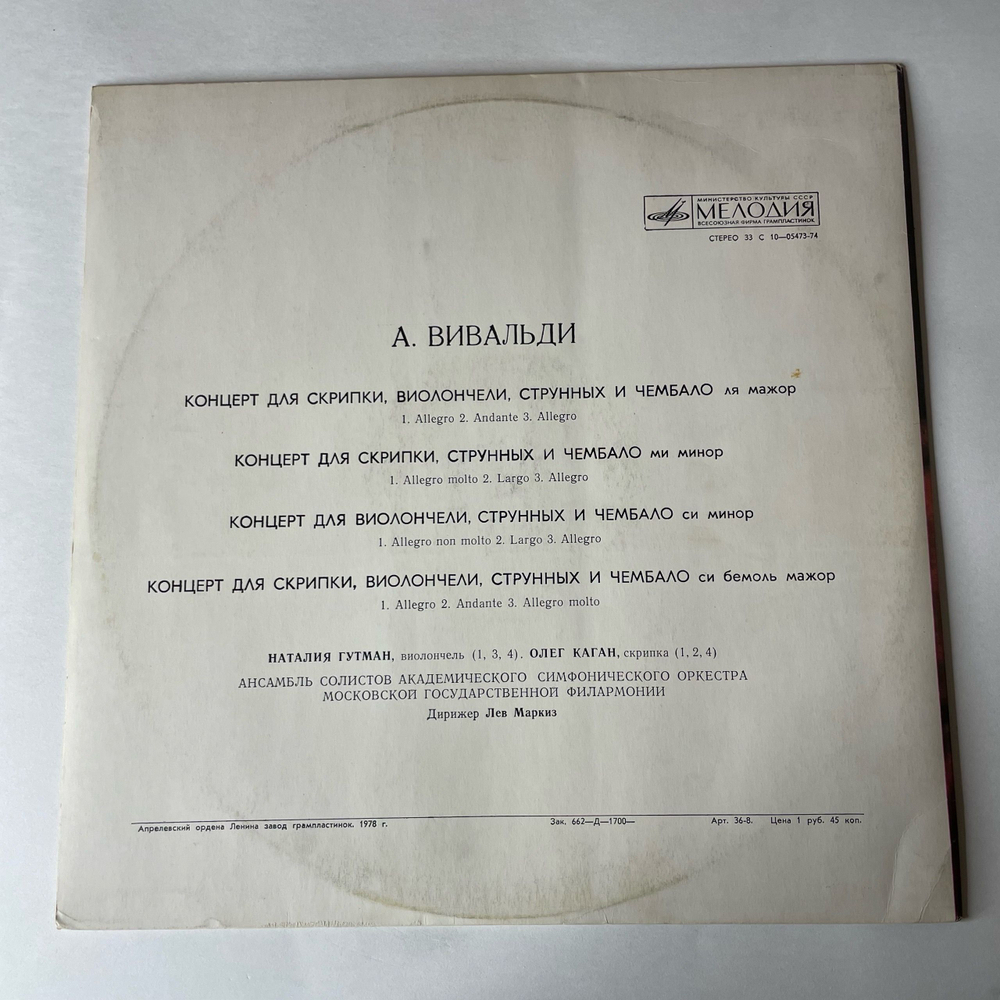 МИНИСТЕРСТВО КУЛЬТУРЫ СССР
МЕЛОДИЯ
ВСЕСОЮЗНАЯ ФИРМА ГРАМПЛАСТИНОК
СТЕРЕО 33 С 10—05473-74
А. ВИВАЛЬДИ
КОНЦЕРТ ДЛЯ СКРИПКИ, ВИОЛОНЧЕЛИ, СТРУННЫХ И ЧЕМБАЛО ля мажор
1. Allegro 2. Andante 3. Allegro
КОНЦЕРТ ДЛЯ СКРИПКИ, СТРУННЫХ И ЧЕМБАЛО ми минор
1. Allegro molto 2. Largo 3. Allegro
КОНЦЕРТ ДЛЯ ВИОЛОНЧЕЛИ, СТРУННЫХ И ЧЕМБАЛО си минор
1. Allegro non molto 2. Largo 3. Allegro
КОНЦЕРТ ДЛЯ СКРИПКИ, ВИОЛОНЧЕЛИ, СТРУННЫХ И ЧЕМБАЛО си бемоль мажор
1. Allegro 2. Andante 3. Allegro molto
НАТАЛИЯ ГУТМАН, виолончель (1, 3, 4). ОЛЕГ КАГАН, скрипка (1, 2, 4)
АНСАМБЛЬ СОЛИСТОВ АКАДЕМИЧЕСКОГО СИМФОНИЧЕСКОГО ОРКЕСТРА
МОСКОВСКОЙ ГОСУДАРСТВЕННОЙ ФИЛАРМОНИИ
Дирижер Лев Маркиз
Апрелевский ордена Ленина завод грампластинок. 1978 г. Зак. 662—Д—1700— Арт. 36-8. Цена 1 руб. 45 коп.